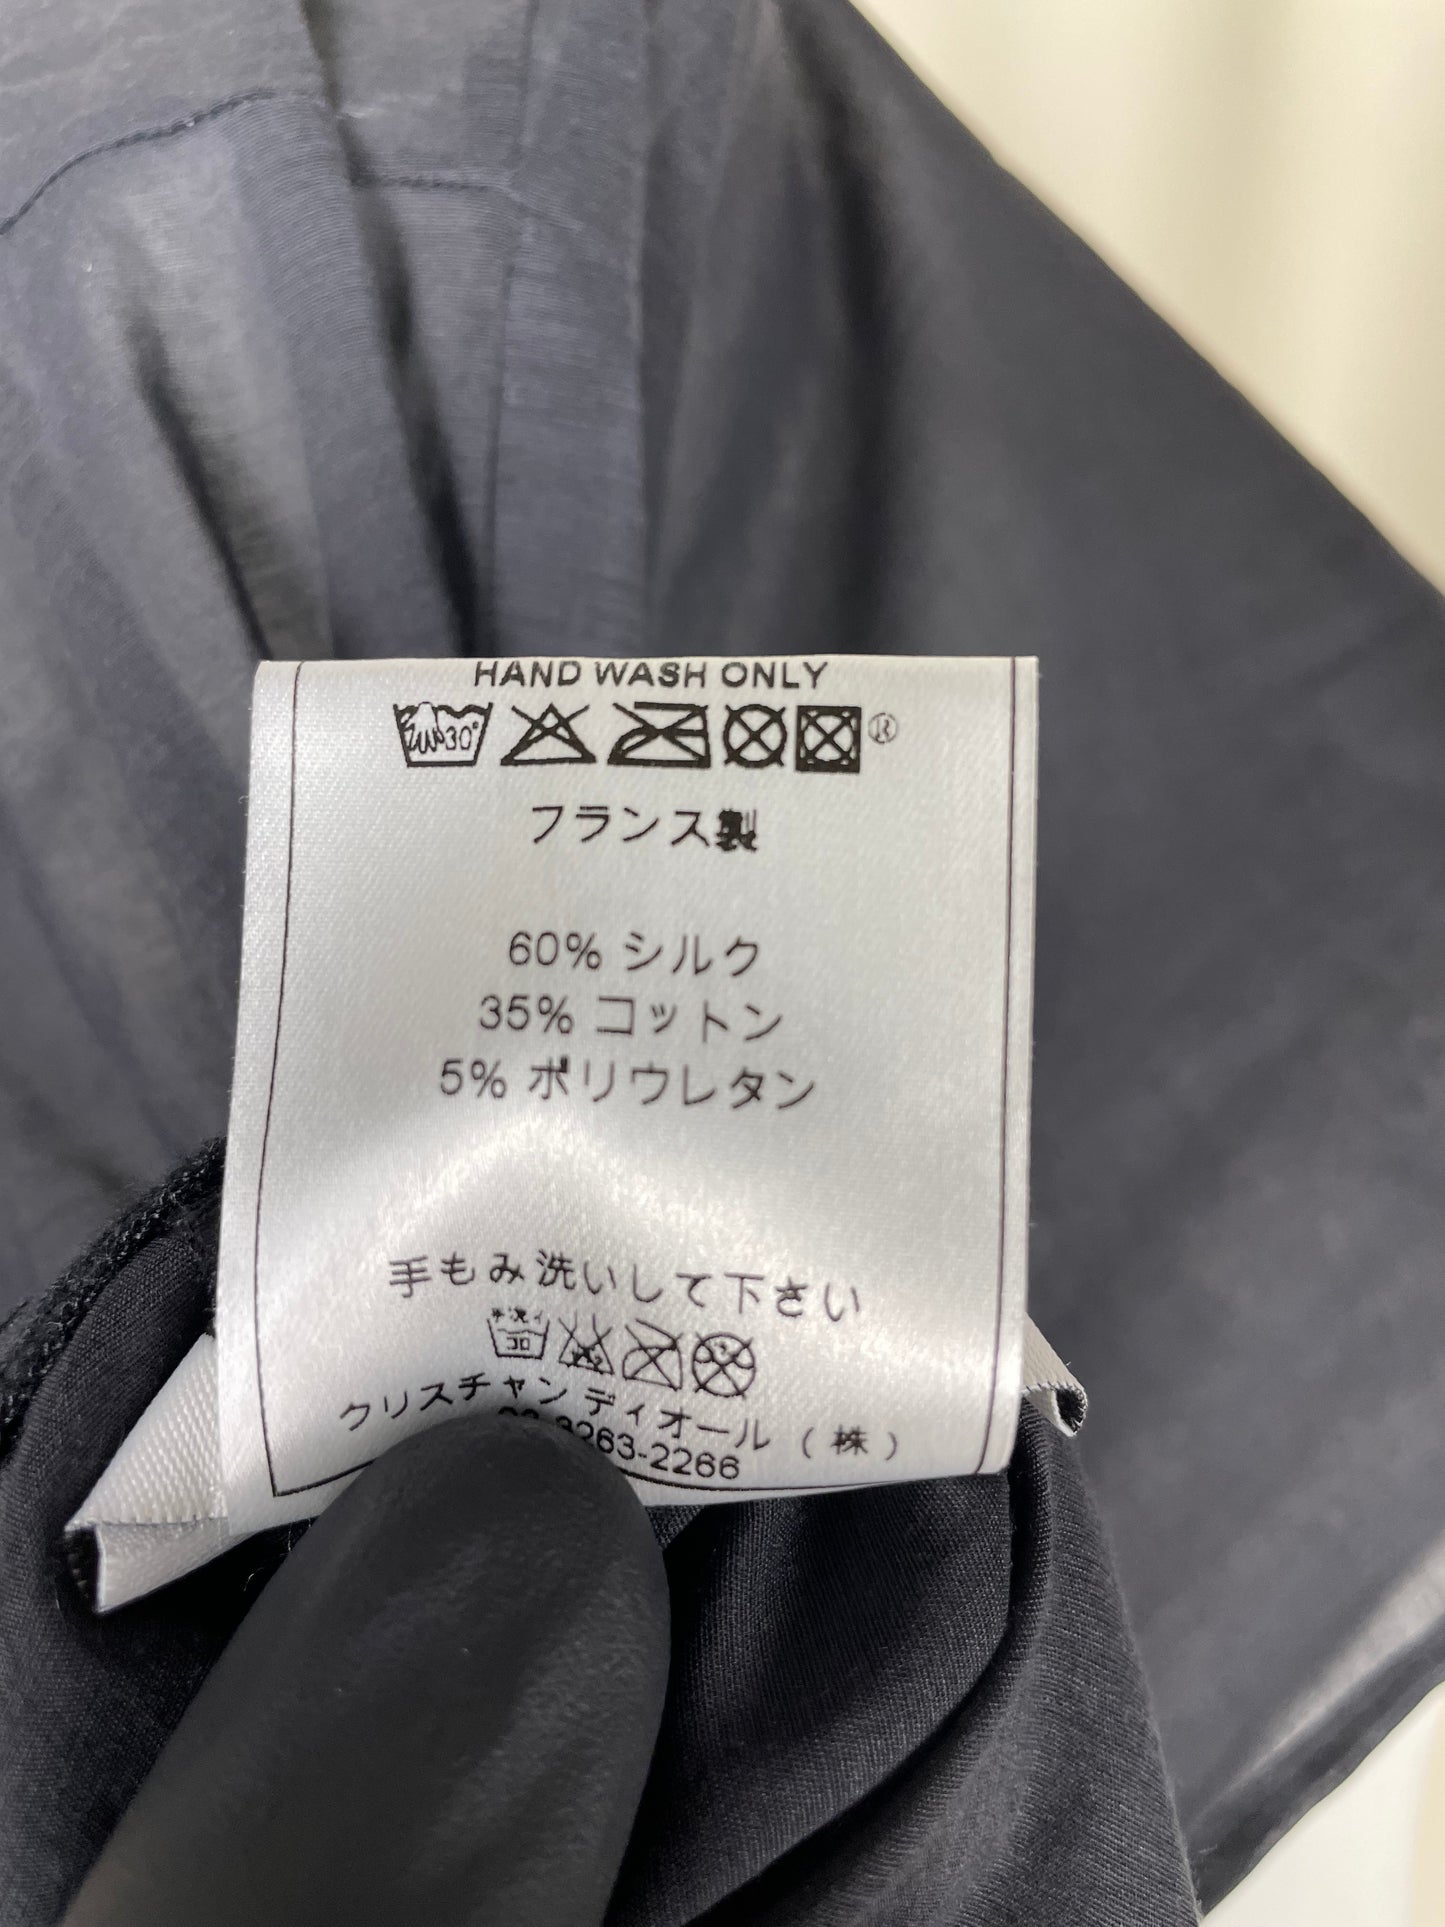 HAND WASH ONLY
30°
®
フランス製
60% シルク
35% コットン
5% ポリウレタン
手もみ洗いして下さい
30
クリスチャン ディオール (株)
3263-2266